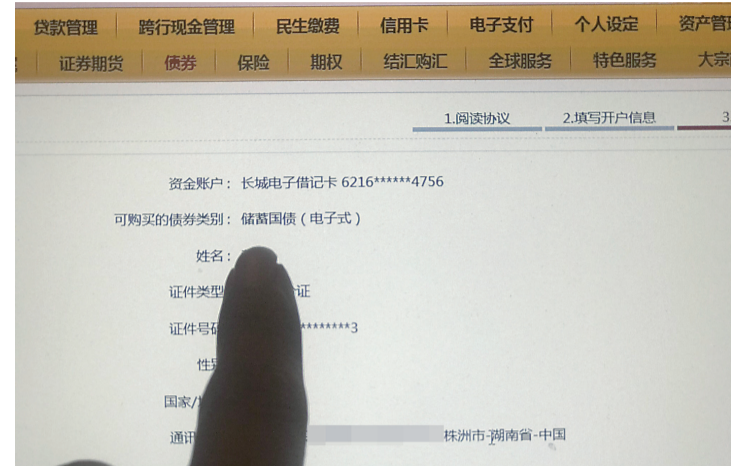 贷款管理 跨行现金管理 民生缴费 信用卡 电子支付 个人设定 资产管
证券期货 债券 保险 期权 结汇购汇 全球服务 特色服务 大宗
1.阅读协议 2.填写开户信息 3
资金账户： 长城电子借记卡 6216******4756
可购买的债券类别： 储蓄国债（电子式）
姓名：
证件类型 证
证件号码 ********3
性别
国家/
通讯 株洲市-湖南省-中国